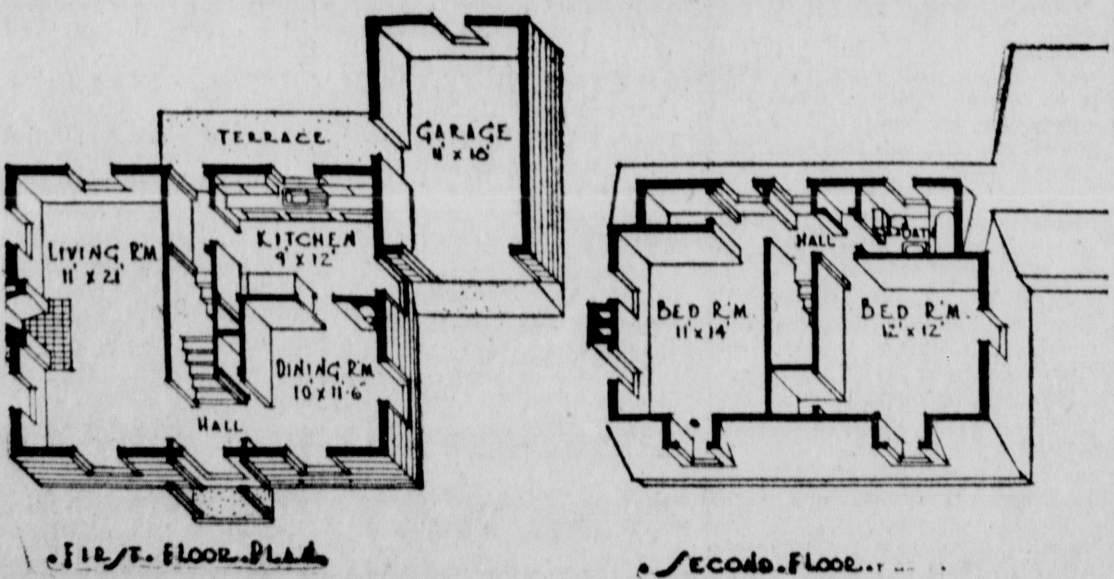 TERRACE
GARAGE
11' x 18'
LIVING R'M
11' x 21'
KITCHEN
9' x 12'
DINING R'M
10 x 11-6"
HALL
.FIRST.FLOOR.PLAN.
HALL
BATH
BED R'M.
11' x 14'
BED R'M.
12' x 12'
.SECOND.FLOOR.